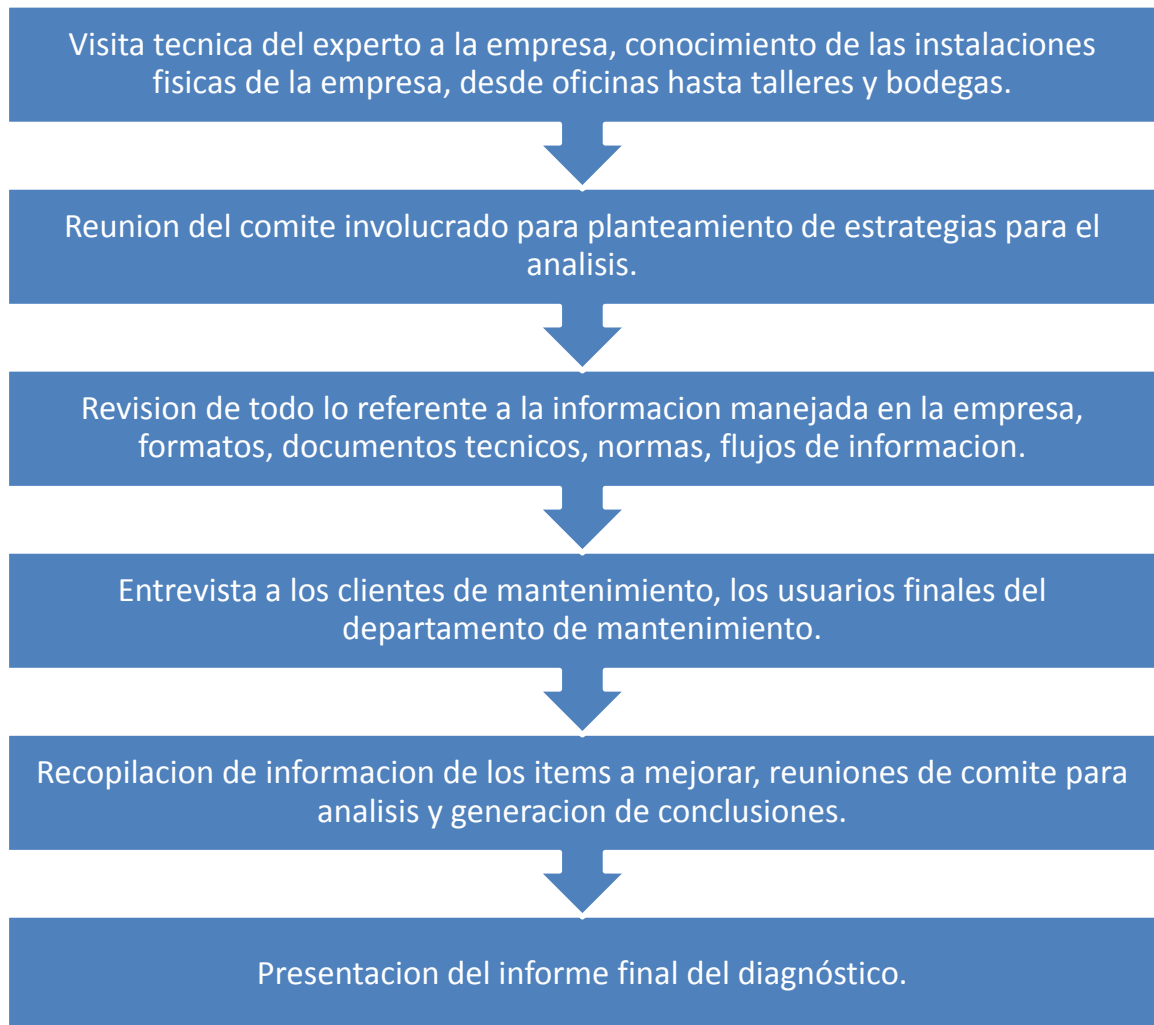 Visita tecnica del experto a la empresa, conocimiento de las instalaciones
fisicas de la empresa, desde oficinas hasta talleres y bodegas.
Reunion del comite involucrado para planteamiento de estrategias para el
analisis.
Revision de todo lo referente a la informacion manejada en la empresa,
formatos, documentos tecnicos, normas, flujos de informacion.
Entrevista a los clientes de mantenimiento, los usuarios finales del
departamento de mantenimiento.
Recopilacion de informacion de los items a mejorar, reuniones de comite para
analisis y generacion de conclusiones.
Presentacion del informe final del diagnóstico.